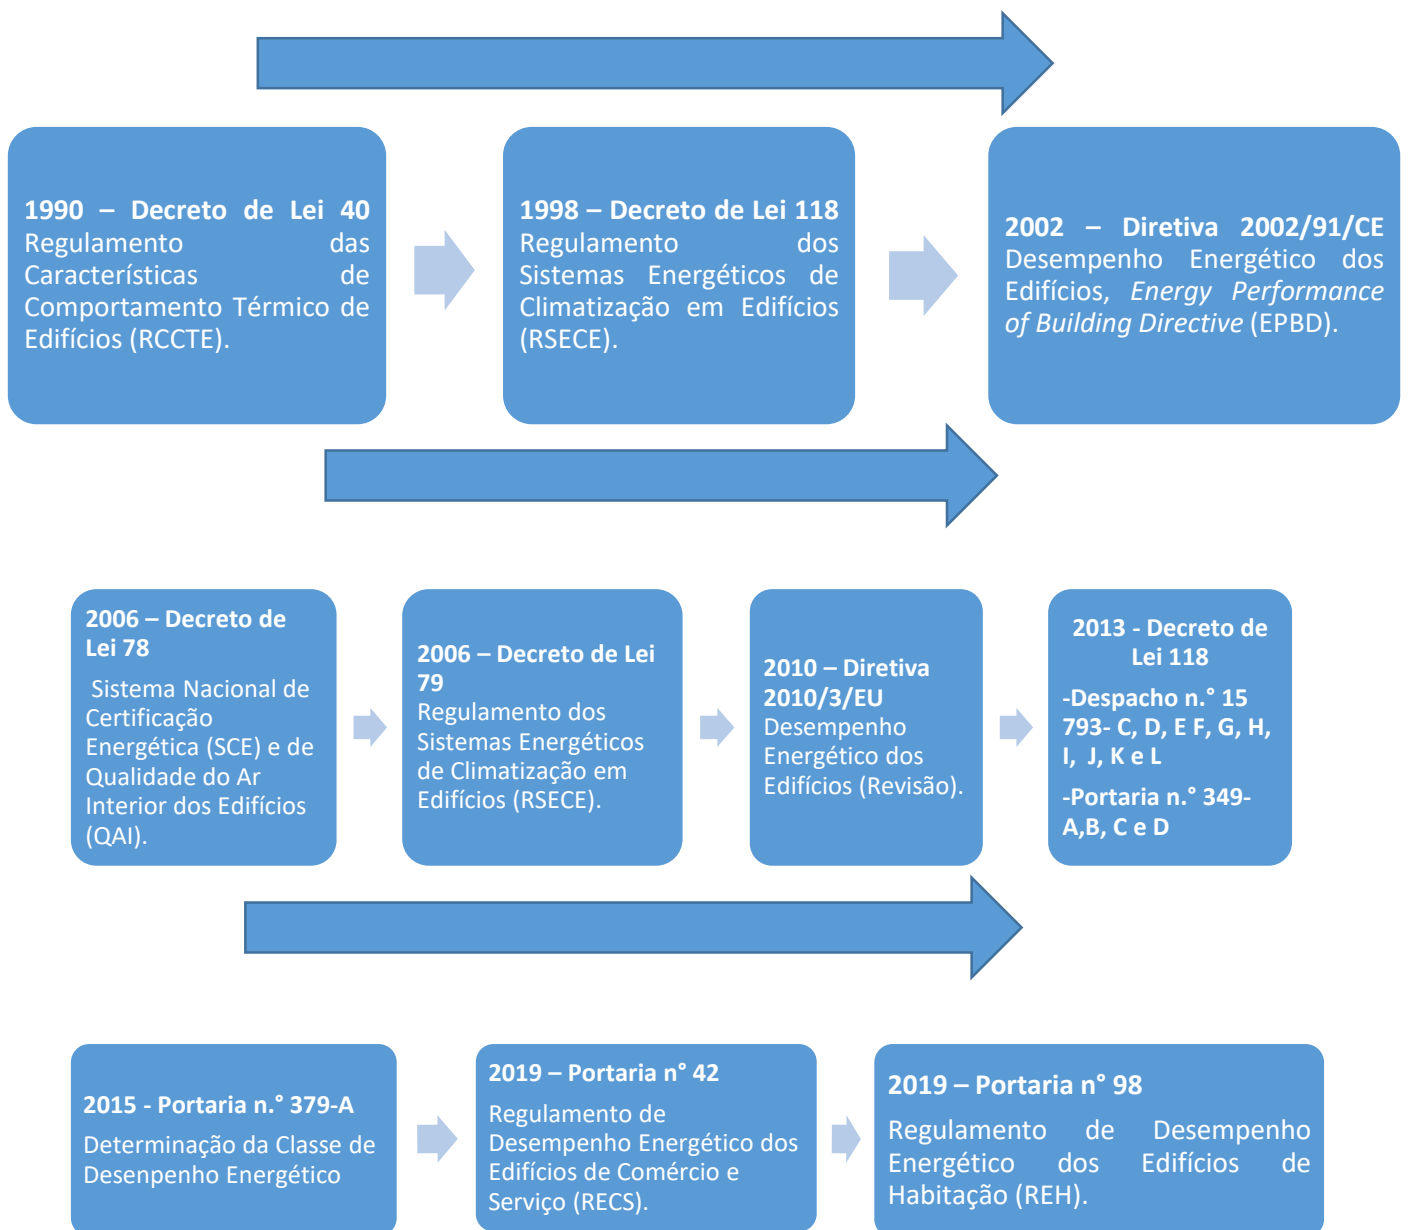 1990 – Decreto de Lei 40
Regulamento das
Características de
Comportamento Térmico de
Edifícios (RCCTE).
1998 – Decreto de Lei 118
Regulamento dos
Sistemas Energéticos de
Climatização em Edifícios
(RSECE).
2002 – Diretiva 2002/91/CE
Desempenho Energético dos
Edifícios, Energy Performance
of Building Directive (EPBD).
2006 – Decreto de
Lei 78
Sistema Nacional de
Certificação
Energética (SCE) e de
Qualidade do Ar
Interior dos Edifícios
(QAI).
2006 – Decreto de Lei
79
Regulamento dos
Sistemas Energéticos
de Climatização em
Edifícios (RSECE).
2010 – Diretiva
2010/3/EU
Desempenho
Energético dos
Edifícios (Revisão).
2013 - Decreto de
Lei 118
-Despacho n.° 15
793- C, D, E F, G, H,
I, J, K e L
-Portaria n.° 349-
A,B, C e D
2015 - Portaria n.° 379-A
Determinação da Classe de
Desenpenho Energético
2019 – Portaria n° 42
Regulamento de
Desempenho Energético dos
Edifícios de Comércio e
Serviço (RECS).
2019 – Portaria n° 98
Regulamento de Desempenho
Energético dos Edifícios de
Habitação (REH).